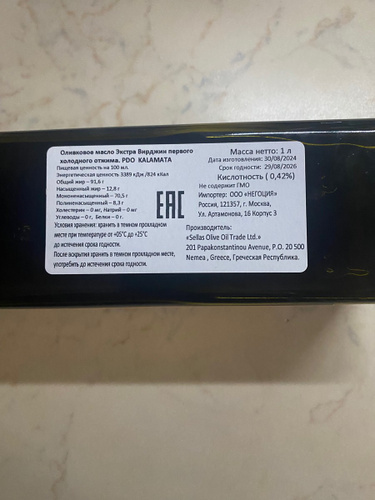 Оливковое масло Экстра Вирджин первого
холодного отжима. PDO KALAMATA
Пищевая ценность на 100 мл.
Энергетическая ценность 3389 кДж /824 кКал
Общий жир – 91,6 г
Насыщенный жир – 12,8 г
Мононенасыщенный – 70,5 г
Полиненасыщенный – 8,3 г
Холестерин – 0 мг, Натрий – 0 мг
Углеводы – 0 г, Белки – 0 г.
Условия хранения: хранить в темном прохладном
месте при температуре от +05°С до +25°С
до истечения срока годности.
После вскрытия хранить в темном прохладном месте,
употребить до истечения срока годности.
EAC
Масса нетто: 1 л
Дата изготовления: 30/08/2024
Срок годности: 29/08/2026
Кислотность ( 0,42%)
Не содержит ГМО
Импортер: ООО «НЕГОЦИЯ»
Россия, 121357, г. Москва,
Ул. Артамонова, 16 Корпус 3
Производитель:
«Sellas Olive Oil Trade Ltd.»
201 Papakonstantinou Avenue, P.O. 20 500
Nemea , Greece, Греческая Республика.